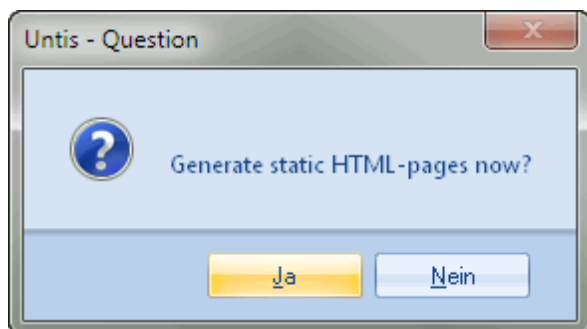 Untis - Question
Generate static HTML-pages now?
Ja
Nein